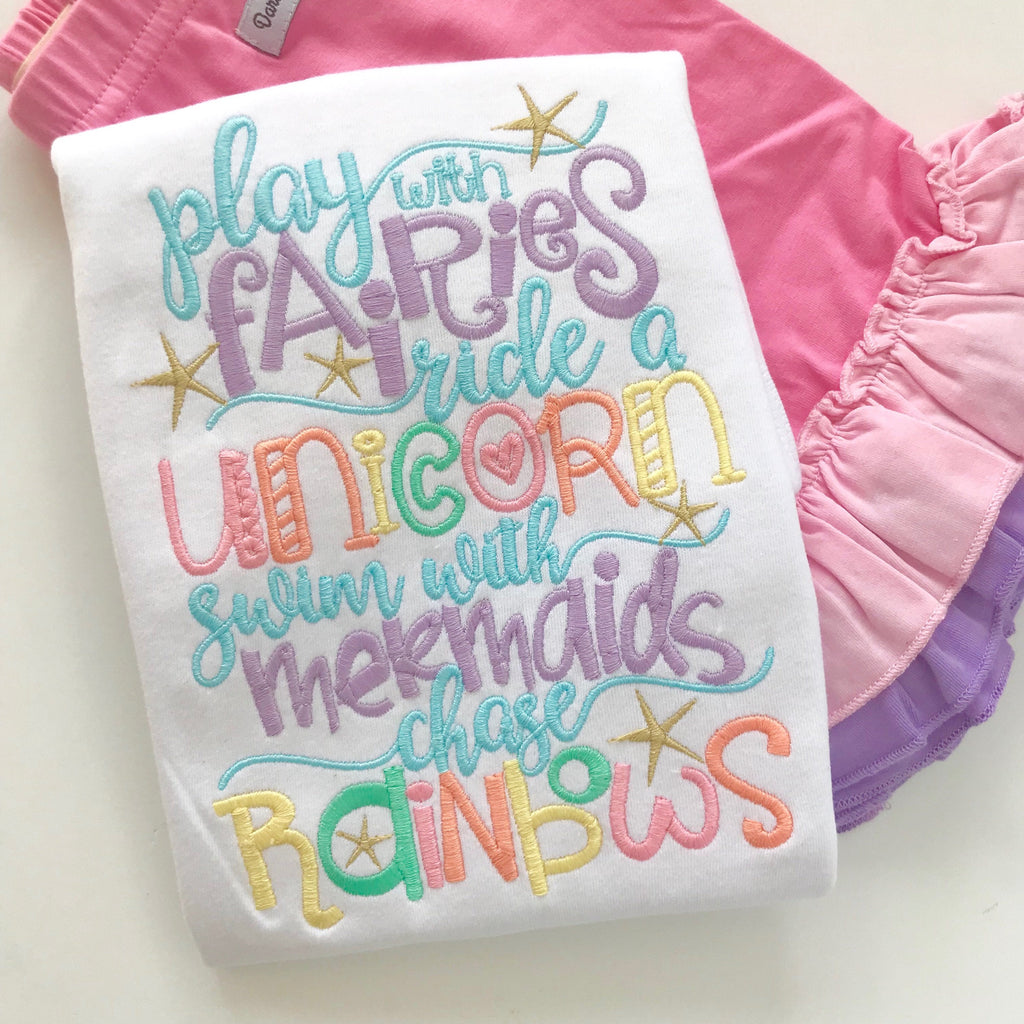 play with
fAiRieS
ride a
unicorn
swim with
mermaids
chase
RainboWS